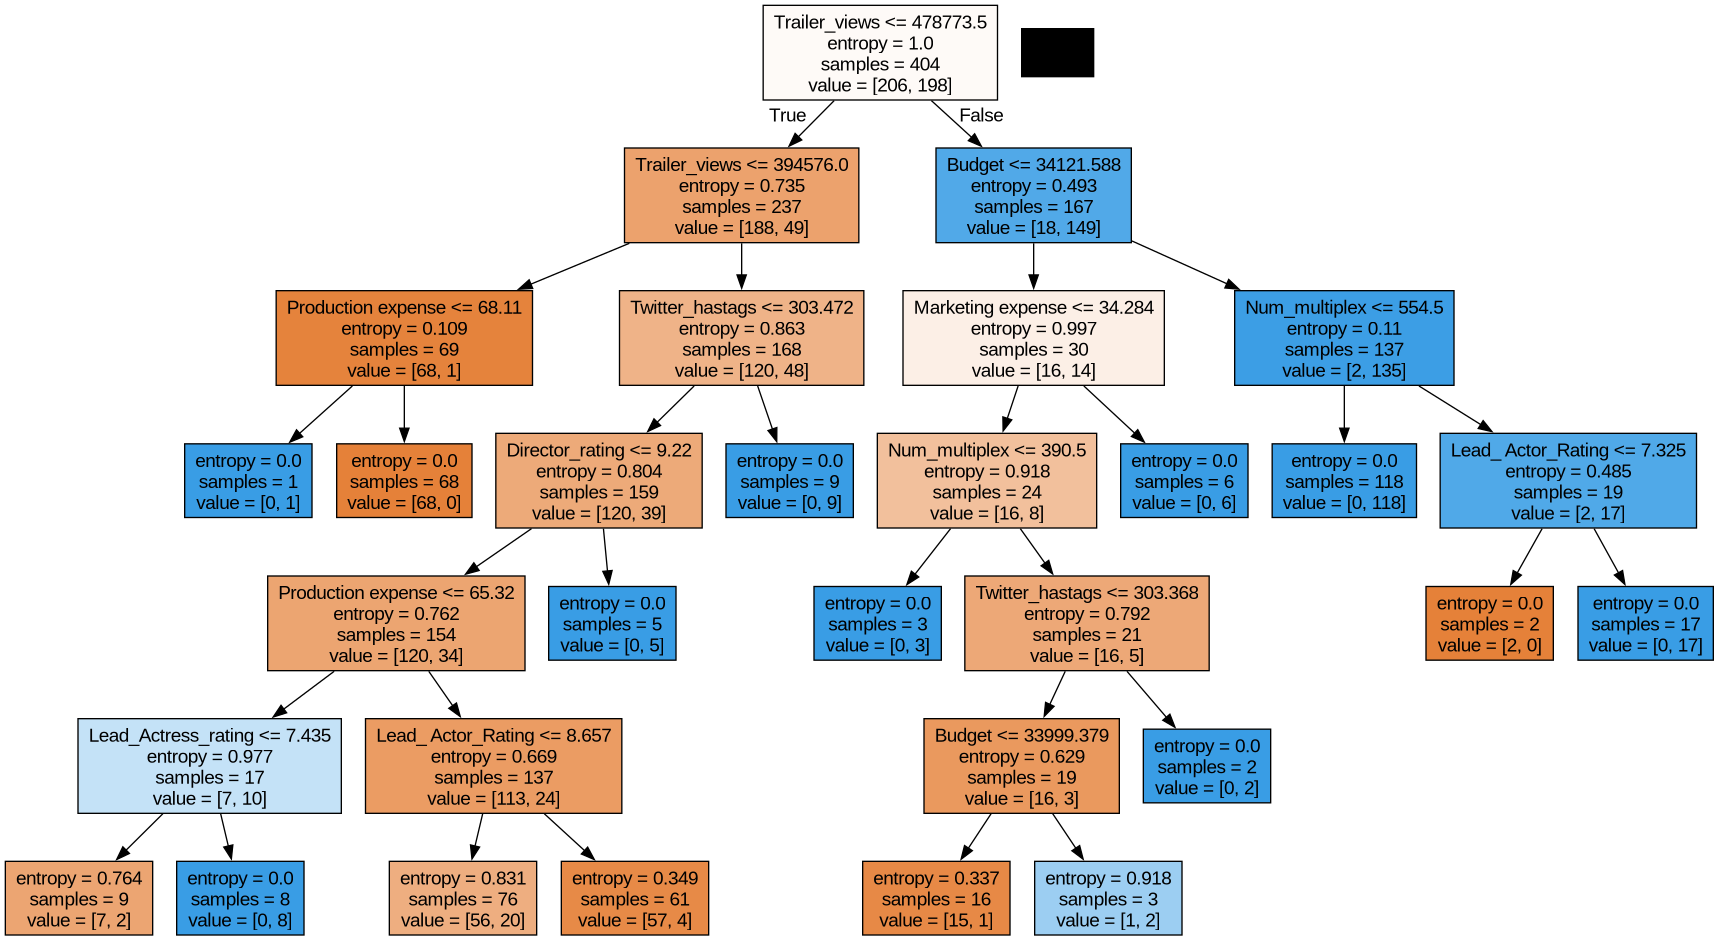 Trailer_views <= 478773.5
entropy = 1.0
samples = 404
value = [206, 198]
True
False
Trailer_views <= 394576.0
entropy = 0.735
samples = 237
value = [188, 49]
Budget <= 34121.588
entropy = 0.493
samples = 167
value = [18, 149]
Production expense <= 68.11
entropy = 0.109
samples = 69
value = [68, 1]
Twitter_hastags <= 303.472
entropy = 0.863
samples = 168
value = [120, 48]
Marketing expense <= 34.284
entropy = 0.997
samples = 30
value = [16, 14]
Num_multiplex <= 554.5
entropy = 0.11
samples = 137
value = [2, 135]
entropy = 0.0
samples = 1
value = [0, 1]
entropy = 0.0
samples = 68
value = [68, 0]
Director_rating <= 9.22
entropy = 0.804
samples = 159
value = [120, 39]
entropy = 0.0
samples = 9
value = [0, 9]
Num_multiplex <= 390.5
entropy = 0.918
samples = 24
value = [16, 8]
entropy = 0.0
samples = 6
value = [0, 6]
entropy = 0.0
samples = 118
value = [0, 118]
Lead_ Actor_Rating <= 7.325
entropy = 0.485
samples = 19
value = [2, 17]
Production expense <= 65.32
entropy = 0.762
samples = 154
value = [120, 34]
entropy = 0.0
samples = 5
value = [0, 5]
entropy = 0.0
samples = 3
value = [0, 3]
Twitter_hastags <= 303.368
entropy = 0.792
samples = 21
value = [16, 5]
entropy = 0.0
samples = 2
value = [2, 0]
entropy = 0.0
samples = 17
value = [0, 17]
Lead_Actress_rating <= 7.435
entropy = 0.977
samples = 17
value = [7, 10]
Lead_ Actor_Rating <= 8.657
entropy = 0.669
samples = 137
value = [113, 24]
Budget <= 33999.379
entropy = 0.629
samples = 19
value = [16, 3]
entropy = 0.0
samples = 2
value = [0, 2]
entropy = 0.764
samples = 9
value = [7, 2]
entropy = 0.0
samples = 8
value = [0, 8]
entropy = 0.831
samples = 76
value = [56, 20]
entropy = 0.349
samples = 61
value = [57, 4]
entropy = 0.337
samples = 16
value = [15, 1]
entropy = 0.918
samples = 3
value = [1, 2]